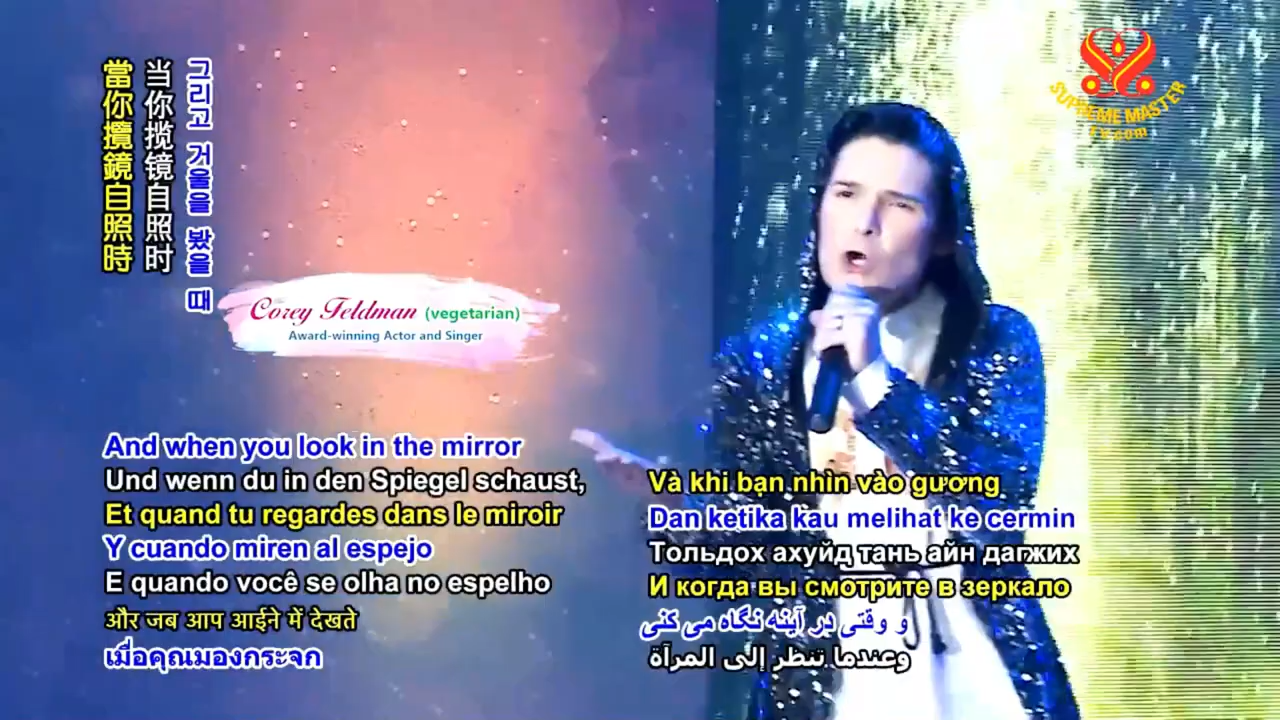 그리고 거울을 봤을 때
当你揽镜自照时
當你攬鏡自照時
SUPREME MASTER
TV.com
Corey Feldman (vegetarian)
Award-winning Actor and Singer
And when you look in the mirror
Und wenn du in den Spiegel schaust,
Et quand tu regardes dans le miroir
Y cuando miren al espejo
E quando você se olha no espelho
और जब आप आईने में देखते
เมื่อคุณมองกระจก
Và khi bạn nhìn vào gương
Dan ketika kau melihat ke cermin
Тольдох ахуйд тань айн дагжих
И когда вы смотрите в зеркало
و وقتی در آینه نگاه می کنی
وعندما تنظر إلى المرآة